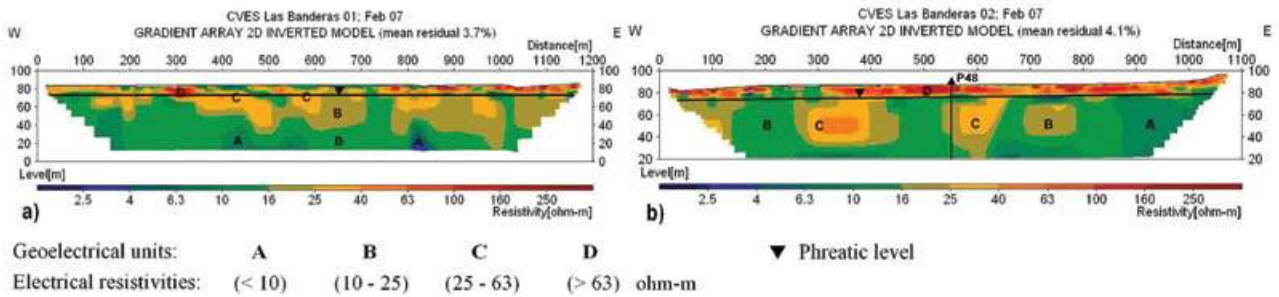 CVES Las Banderas 01; Feb 07
W GRADIENT ARRAY 2D INVERTED MODEL (mean residual 3.7%) E
Distance[m]
0 100 200 300 400 500 600 700 800 900 1000 1100 1200
100 100
80 80
60 60
40 40
20 20
0 0
D C C B A B A
Level[m]
2.5 4 6.3 10 16 25 40 63 100 160 250
Resistivity[ohm-m]
a)
CVES Las Banderas 02; Feb 07
W GRADIENT ARRAY 2D INVERTED MODEL (mean residual 4.1%) E
Distance[m]
0 100 200 300 400 500 600 700 800 900 1000 1100
P48
100 100
80 80
60 60
40 40
20 20
D B C C B A
Level[m]
2.5 4 6.3 10 16 25 40 63 100 160 250
Resistivity[ohm-m]
b)
Geoelectrical units: A B C D ▼ Phreatic level
Electrical resistivities: (< 10) (10 - 25) (25 - 63) (> 63) ohm-m